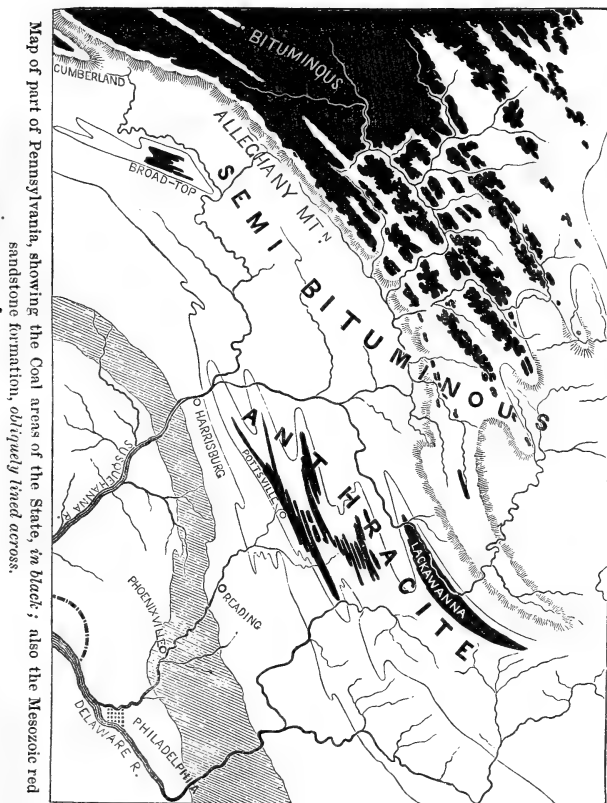 BITUMINOUS
CUMBERLAND
ALLEGHANY MT.N
BROAD-TOP
SEMI BITUMINOUS
ANTHRACITE
HARRISBURG
POTTSVILLE
LACKAWANNA
SUSQUEHANNA R.
READING
PHOENIXVILLE
PHILADELPHIA
DELAWARE R.
Map of part of Pennsylvania, showing the Coal areas of the State, in black; also the Mesozoic red
sandstone formation, obliquely lined across.